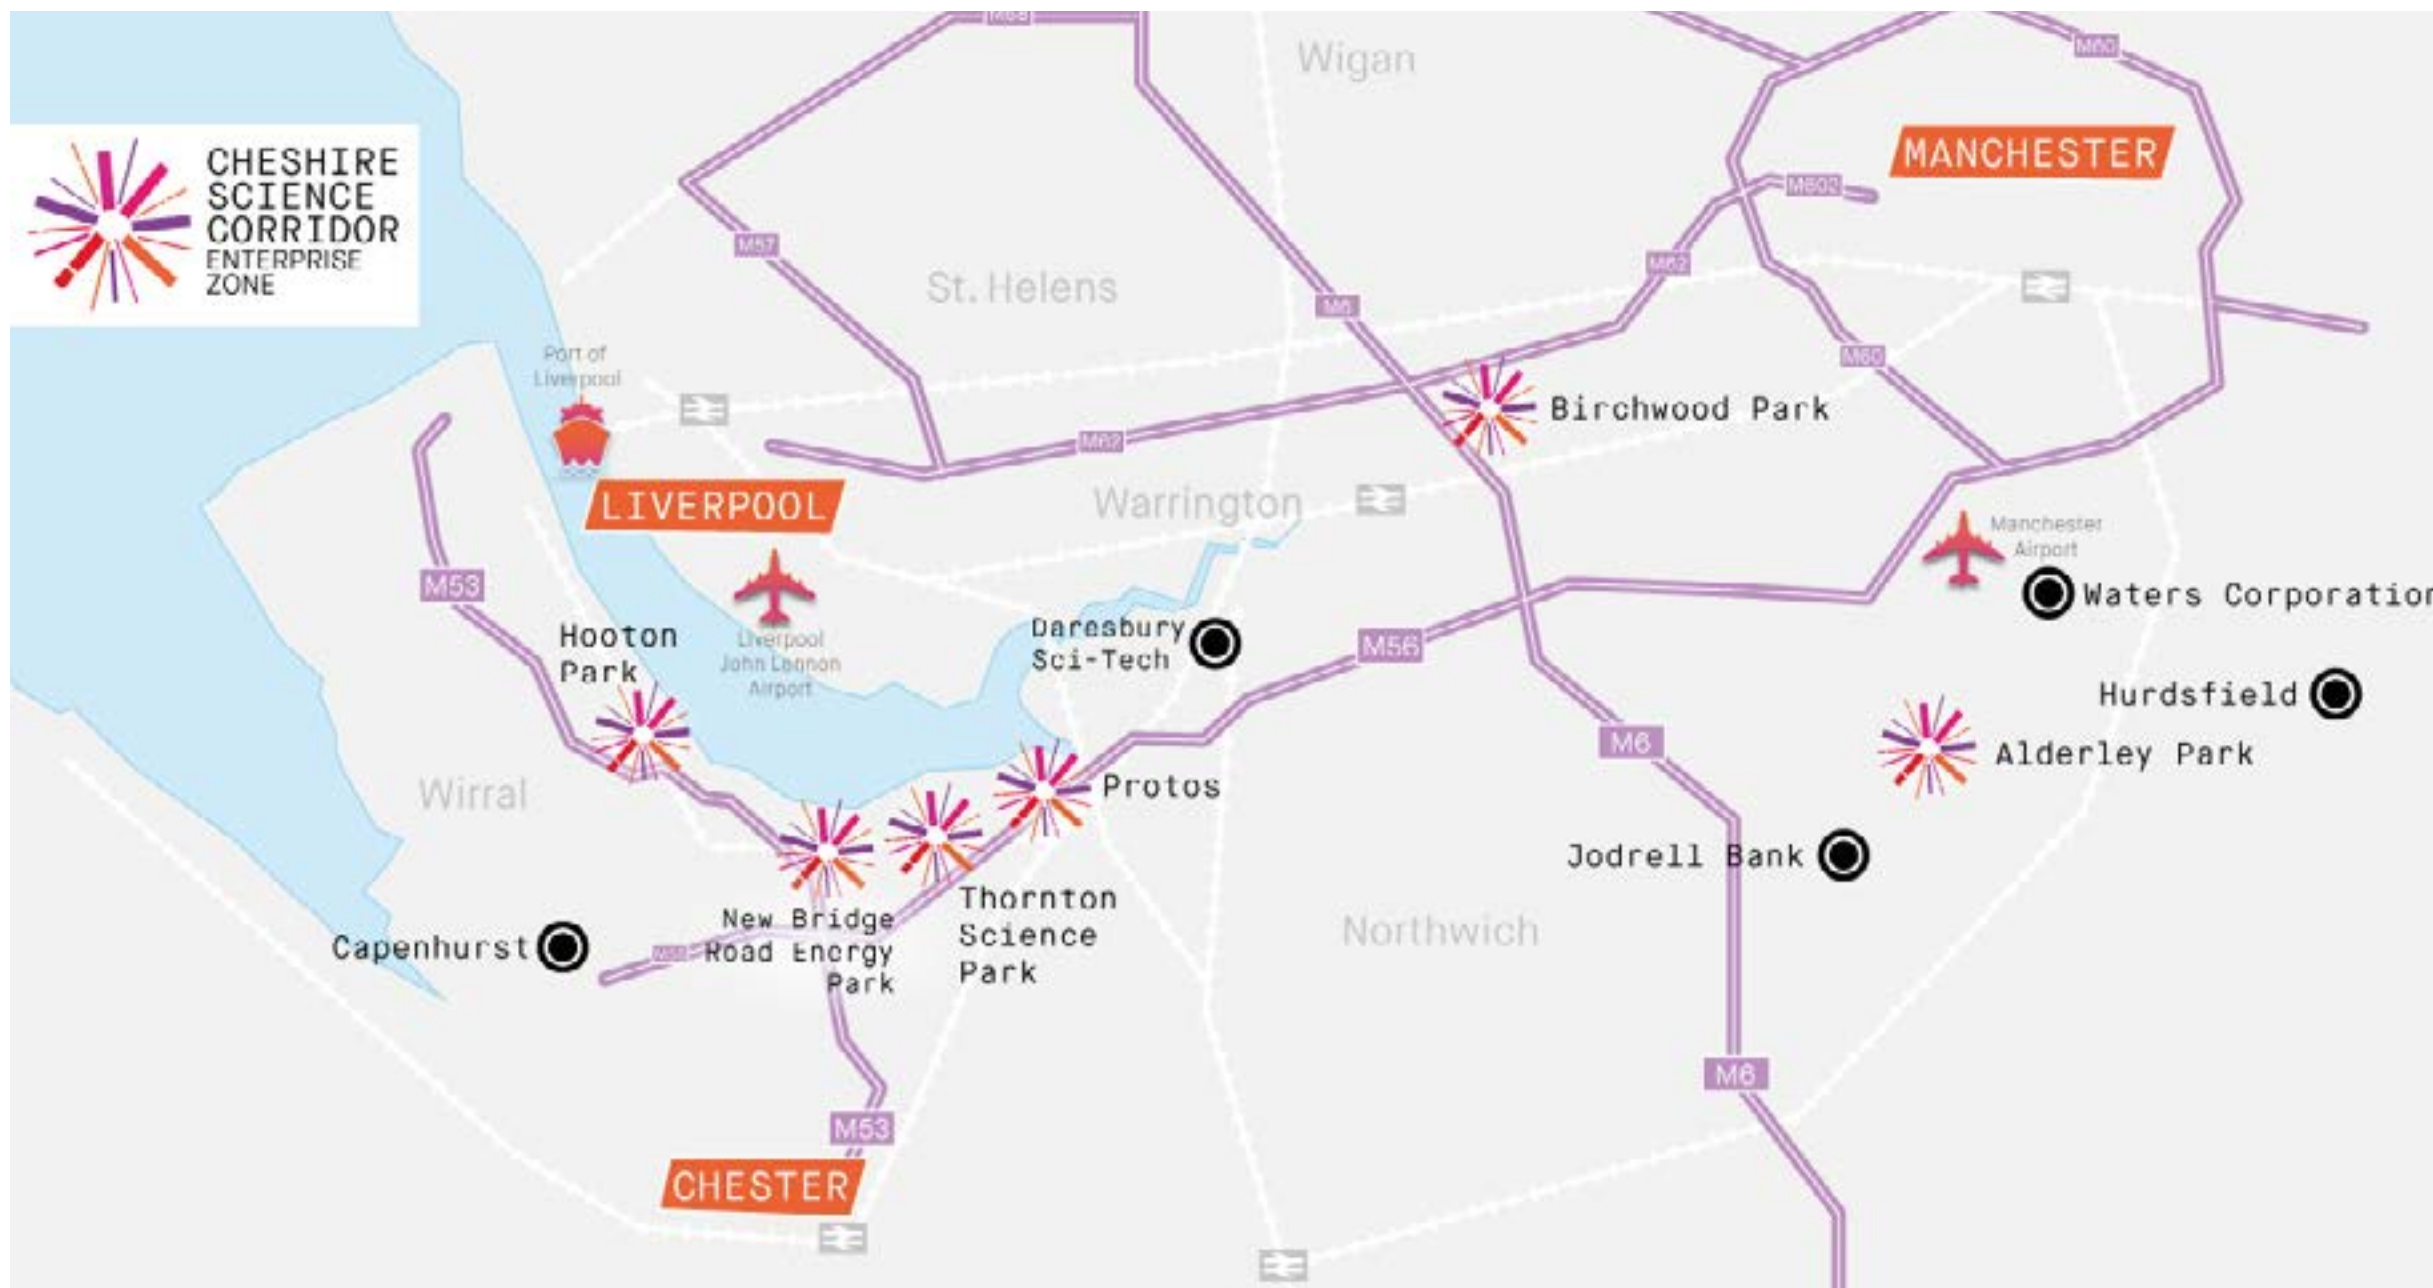 M58
Wigan
M60
CHESHIRE
SCIENCE
CORRIDOR
ENTERPRISE
ZONE
MANCHESTER
M602
M57
M62
St. Helens
M6
Port of
Liverpool
M60
Birchwood Park
M62
LIVERPOOL
Warrington
Manchester
Airport
M53
Waters Corporation
Hooton
Park
Liverpool
John Lennon
Airport
Daresbury
Sci-Tech
M56
Hurdsfield
M6
Alderley Park
Wirral
Protos
Jodrell Bank
Thornton
Science
Park
New Bridge
Road Energy
Park
Capenhurst
Northwich
M6
M53
CHESTER